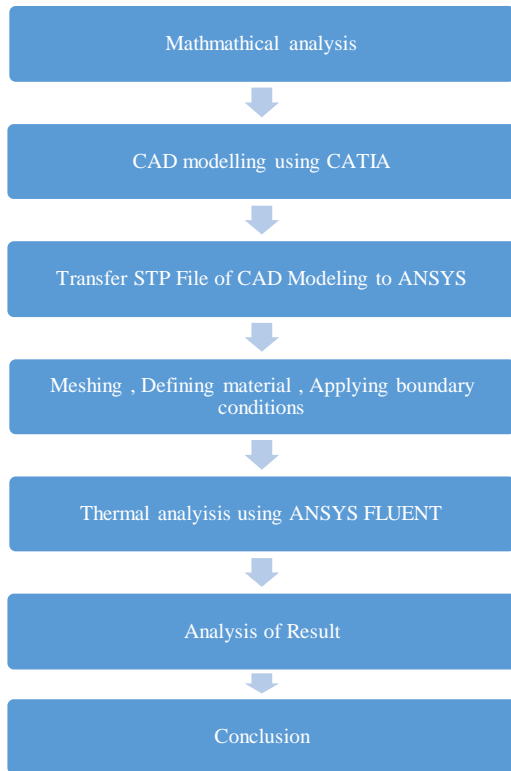 Mathmathical analysis
CAD modelling using CATIA
Transfer STP File of CAD Modeling to ANSYS
Meshing , Defining material , Applying boundary
conditions
Thermal analyisis using ANSYS FLUENT
Analysis of Result
Conclusion